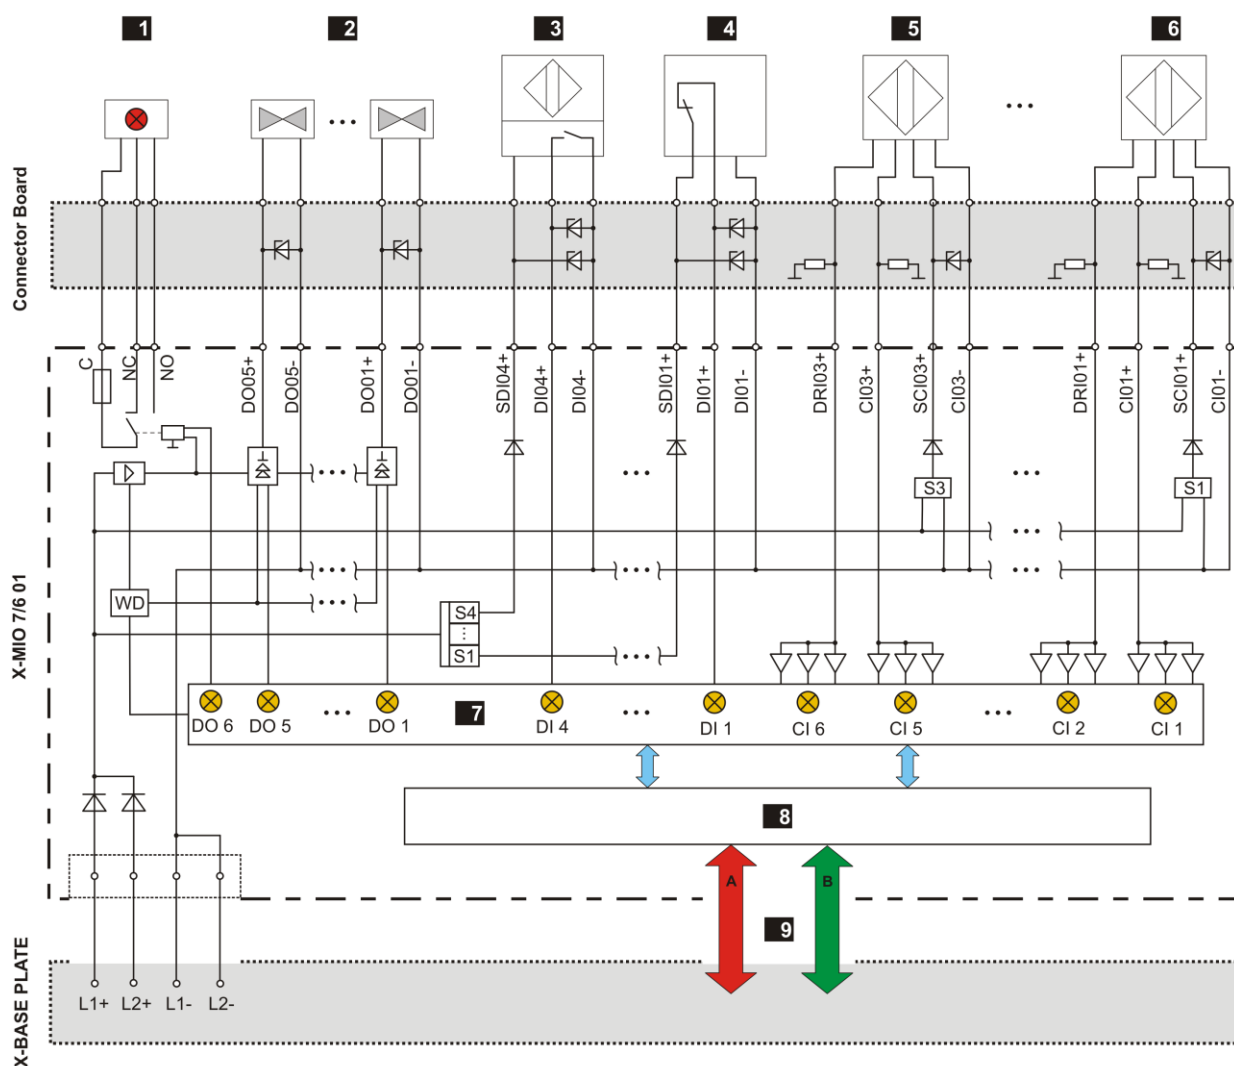 1 2 3 4 5 6
Connector Board
C NC NO DO05+ DO05- DO01+ DO01- SDI04+ DI04+ DI04- SDI01+ DI01+ DI01- DRI03+ CI03+ SCI03+ CI03- DRI01+ CI01+ SCI01+ CI01-
S3 S1
X-MIO 7/6 01
WD
S4
S1
DO 6 DO 5 DO 1 7 DI 4 DI 1 CI 6 CI 5 CI 2 CI 1
8
A B
9
X-BASE PLATE
L1+ L2+ L1- L2-